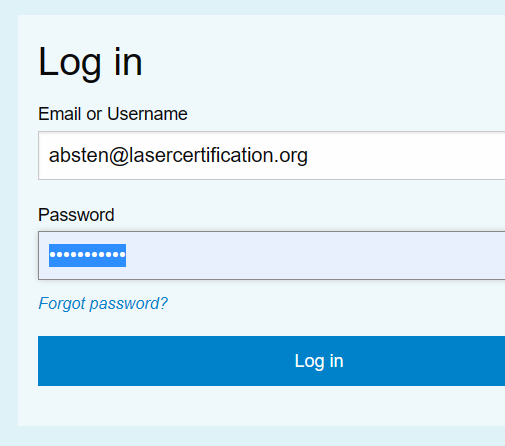 Log in
Email or Username
absten@lasercertification.org
Password
•••••••••••
Forgot password?
Log in